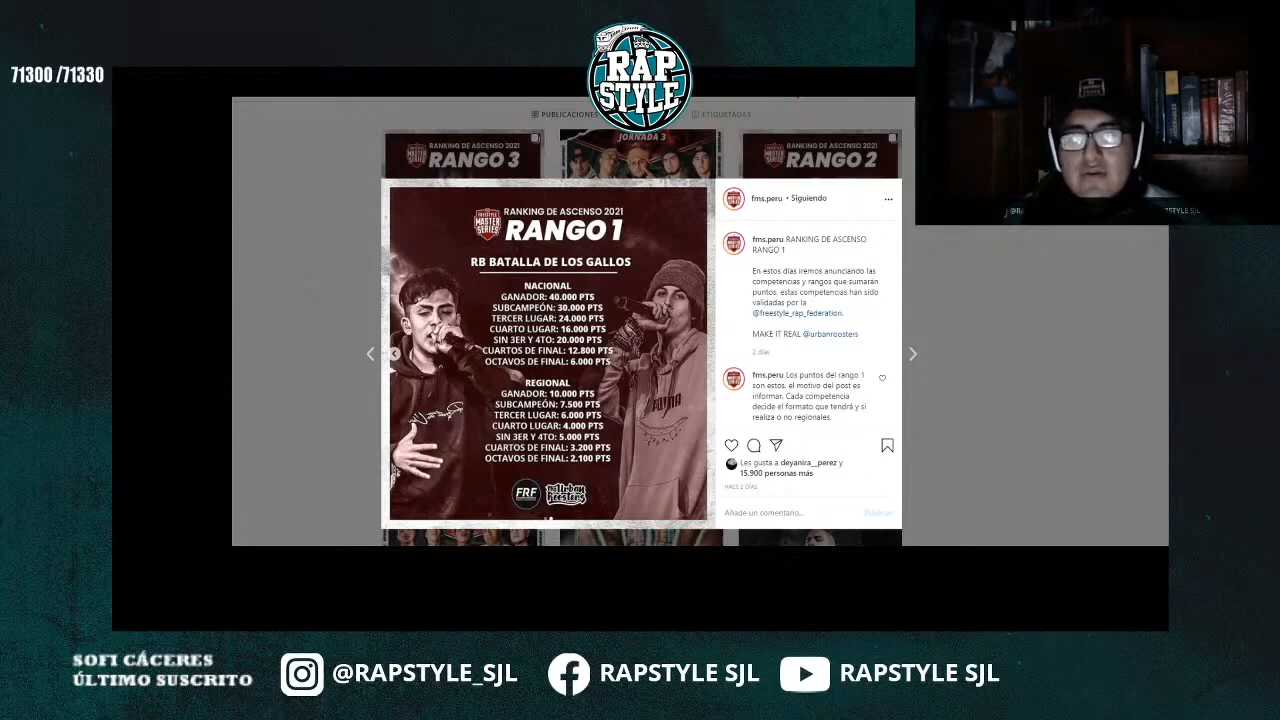 71300 /71330
RAP
STYLE
PUBLICACIONES
ETIQUETADAS
RANKING DE ASCENSO 2021
RANGO 3
JORNADA 3
RANKING DE ASCENSO 2021
RANGO 2
FREESTYLE
MASTER
SERIES
RANKING DE ASCENSO 2021
RANGO 1
RB BATALLA DE LOS GALLOS
NACIONAL
GANADOR: 40.000 PTS
SUBCAMPEÓN: 30.000 PTS
TERCER LUGAR: 24.000 PTS
CUARTO LUGAR: 16.000 PTS
SIN 3ER Y 4TO: 20.000 PTS
CUARTOS DE FINAL: 12.800 PTS
OCTAVOS DE FINAL: 6.000 PTS
REGIONAL
GANADOR: 10.000 PTS
SUBCAMPEÓN: 7.500 PTS
TERCER LUGAR: 6.000 PTS
CUARTO LUGAR: 4.000 PTS
SIN 3ER Y 4TO: 5.000 PTS
CUARTOS DE FINAL: 3.200 PTS
OCTAVOS DE FINAL: 2.100 PTS
FRF
Urban
Roosters
PUMA
fms.peru • Siguiendo
fms.peru RANKING DE ASCENSO
RANGO 1
En estos días iremos anunciando las
competencias y rangos que sumarán
puntos, estas competencias han sido
validadas por la
@freestyle_rap_federation.
MAKE IT REAL @urbanroosters
2 días
fms.peru Los puntos del rango 1
son estos, el motivo del post es
informar. Cada competencia
decide el formato que tendrá y si
realiza o no regionales.
Les gusta a deyanira__perez y
15.900 personas más
HACE 2 DÍAS
Añade un comentario...
Publicar
STYLE SJL
SOFI CÁCERES
ÚLTIMO SUSCRITO
@RAPSTYLE_SJL
RAPSTYLE SJL
RAPSTYLE SJL